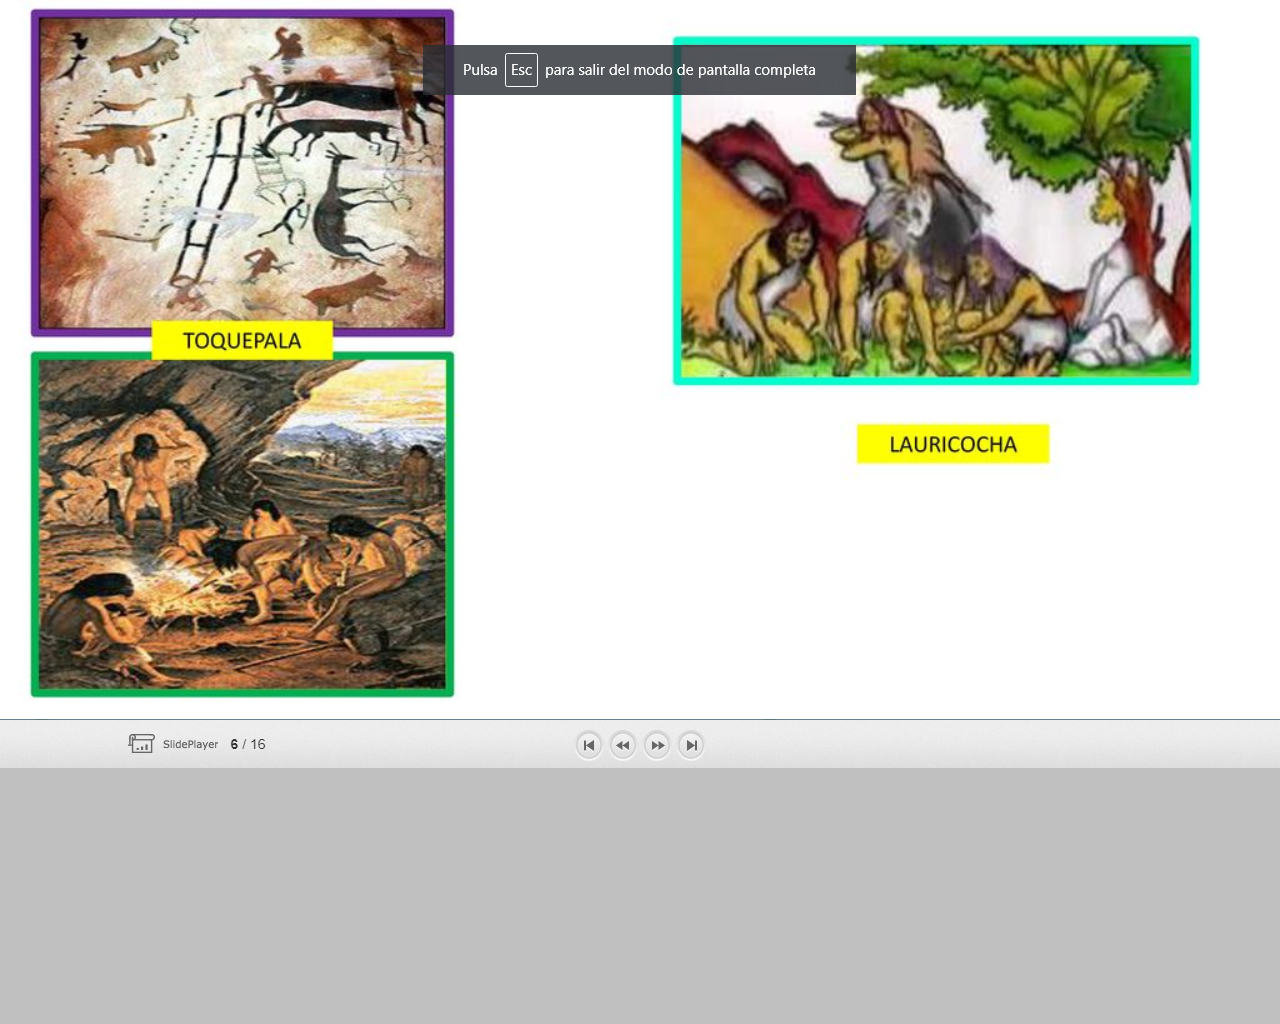 Pulsa Esc para salir del modo de pantalla completa
TOQUEPALA
LAURICOCHA
SlidePlayer 6 / 16